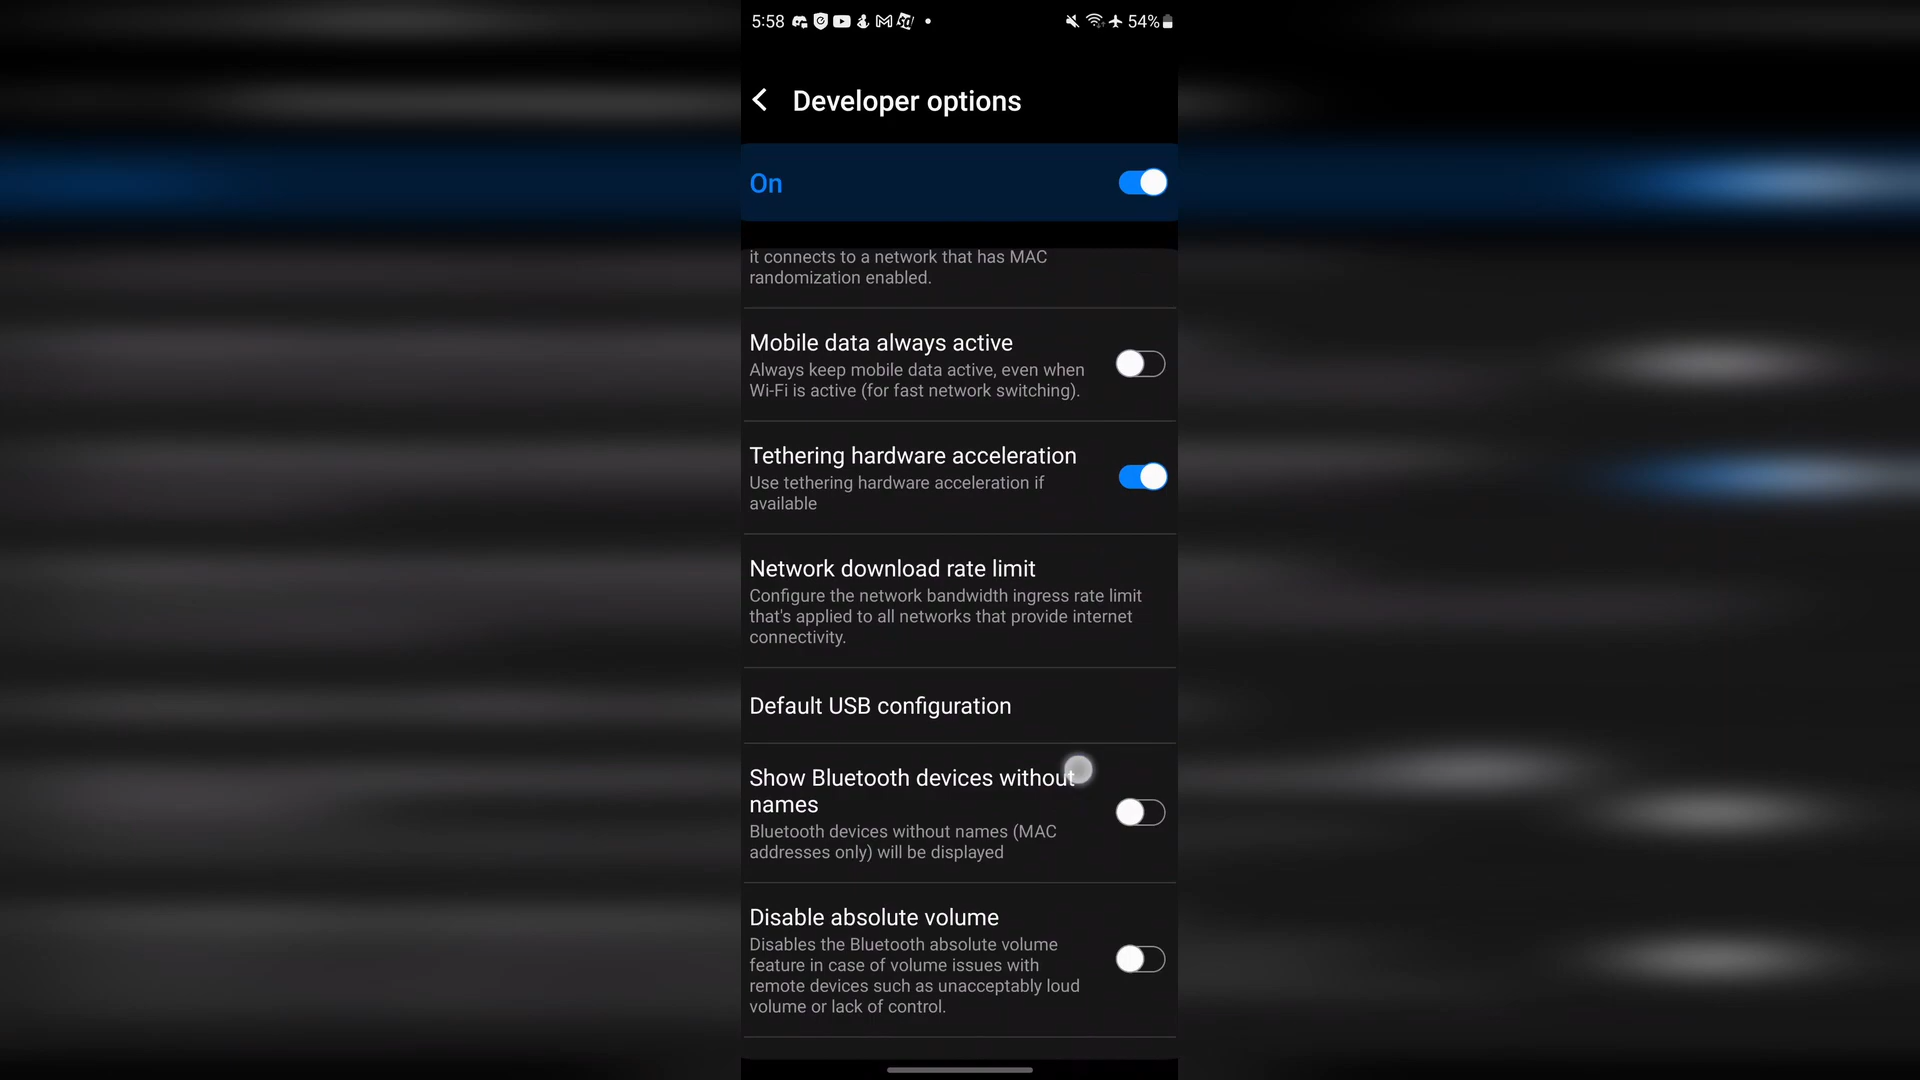 5:58
54%
Developer options
On
it connects to a network that has MAC
randomization enabled.
Mobile data always active
Always keep mobile data active, even when
Wi-Fi is active (for fast network switching).
Tethering hardware acceleration
Use tethering hardware acceleration if
available
Network download rate limit
Configure the network bandwidth ingress rate limit
that's applied to all networks that provide internet
connectivity.
Default USB configuration
Show Bluetooth devices without
names
Bluetooth devices without names (MAC
addresses only) will be displayed
Disable absolute volume
Disables the Bluetooth absolute volume
feature in case of volume issues with
remote devices such as unacceptably loud
volume or lack of control.